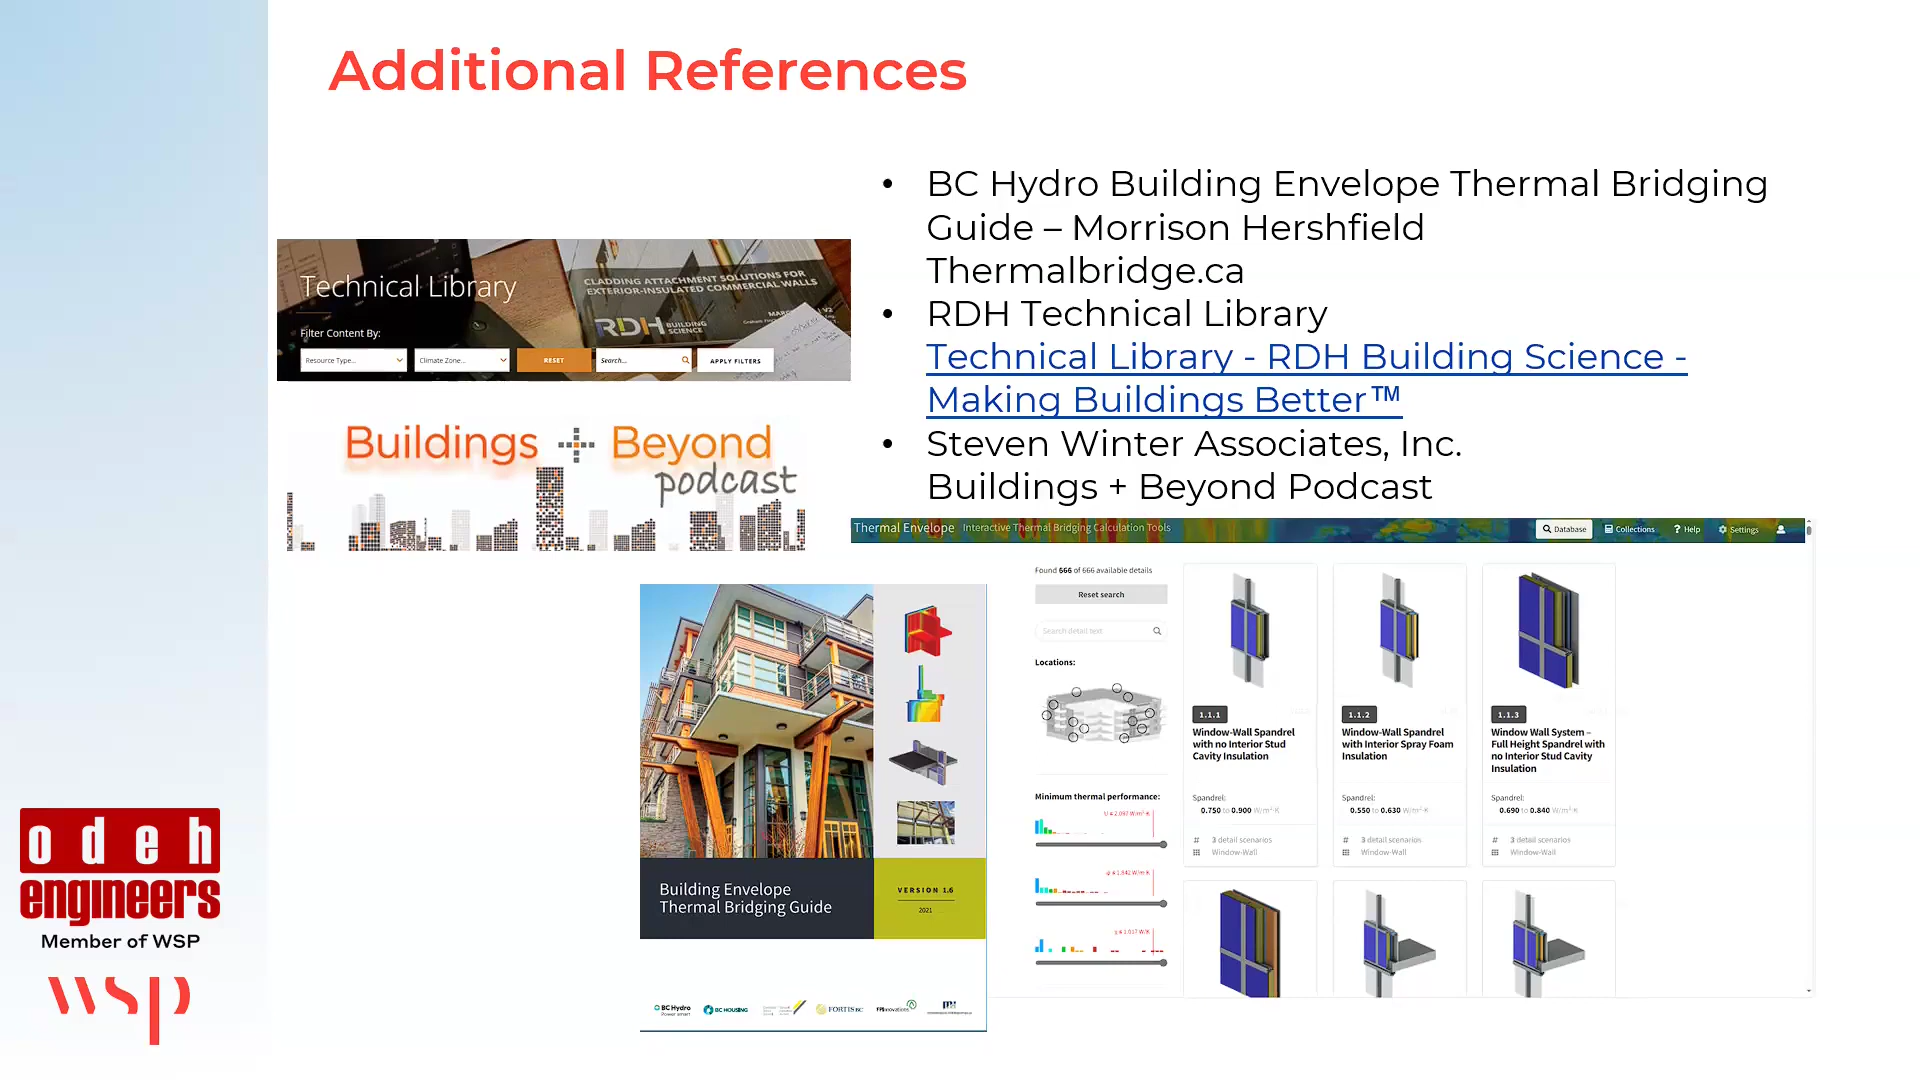 Additional References
• BC Hydro Building Envelope Thermal Bridging
Guide – Morrison Hershfield
Thermalbridge.ca
• RDH Technical Library
Technical Library - RDH Building Science -
Making Buildings Better™
• Steven Winter Associates, Inc.
Buildings + Beyond Podcast
Technical Library
Filter Content By:
Resource Type...
Climate Zone...
RESET
Search...
APPLY FILTERS
CLADDING ATTACHMENT SOLUTIONS FOR
EXTERIOR-INSULATED COMMERCIAL WALLS
RDH BUILDING
SCIENCE
Buildings + Beyond
podcast
Thermal Envelope Interactive Thermal Bridging Calculation Tools
Database
Collections
? Help
Settings
Found 666 of 666 available details
Reset search
Search detail text
Locations:
Minimum thermal performance:
1.1.1
Window-Wall Spandrel
with no Interior Stud
Cavity Insulation
Spandrel:
0.750 to 0.900 W/m²·K
# 3 detail scenarios
Window-Wall
1.1.2
Window-Wall Spandrel
with Interior Spray Foam
Insulation
Spandrel:
0.550 to 0.630 W/m²·K
# 3 detail scenarios
Window-Wall
1.1.3
Window Wall System –
Full Height Spandrel with
no Interior Stud Cavity
Insulation
Spandrel:
0.690 to 0.840 W/m²·K
# 3 detail scenarios
Window-Wall
Building Envelope
Thermal Bridging Guide
VERSION 1.6
2021
BC Hydro
Power smart
BC HOUSING
FORTIS BC
FPInnovations
odeh
engineers
Member of WSP
wsp